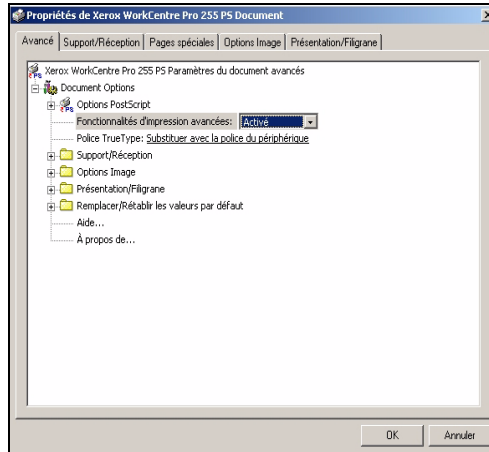 Propriétés de Xerox WorkCentre Pro 255 PS Document
Avancé Support/Réception Pages spéciales Options Image Présentation/Filigrane
Xerox WorkCentre Pro 255 PS Paramètres du document avancés
Document Options
Options PostScript
Fonctionnalités d'impression avancées: Activé
Police TrueType: Substituer avec la police du périphérique
Support/Réception
Options Image
Présentation/Filigrane
Remplacer/Rétablir les valeurs par défaut
Aide...
À propos de...
OK Annuler